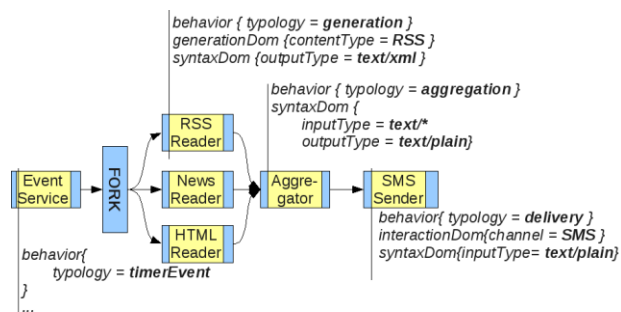 behavior { typology = generation }
generationDom {contentType = RSS }
syntaxDom {outputType = text/xml }
behavior { typology = aggregation }
syntaxDom {
inputType = text/*
outputType = text/plain}
RSS
Reader
Event
Service
FORK
News
Reader
Aggre-
gator
SMS
Sender
HTML
Reader
behavior{ typology = delivery }
interactionDom{channel = SMS }
syntaxDom{inputType= text/plain}
behavior{
typology = timerEvent
}
...